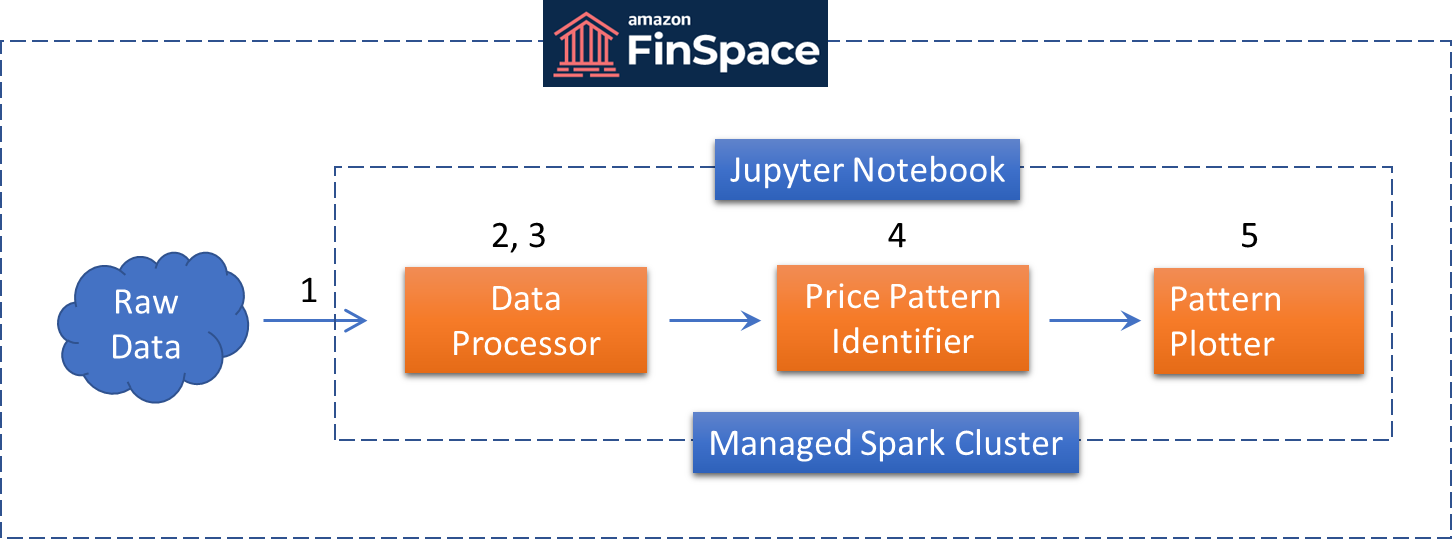 amazon
FinSpace
Jupyter Notebook
2, 3
4
5
1
Raw
Data
Data
Processor
Price Pattern
Identifier
Pattern
Plotter
Managed Spark Cluster